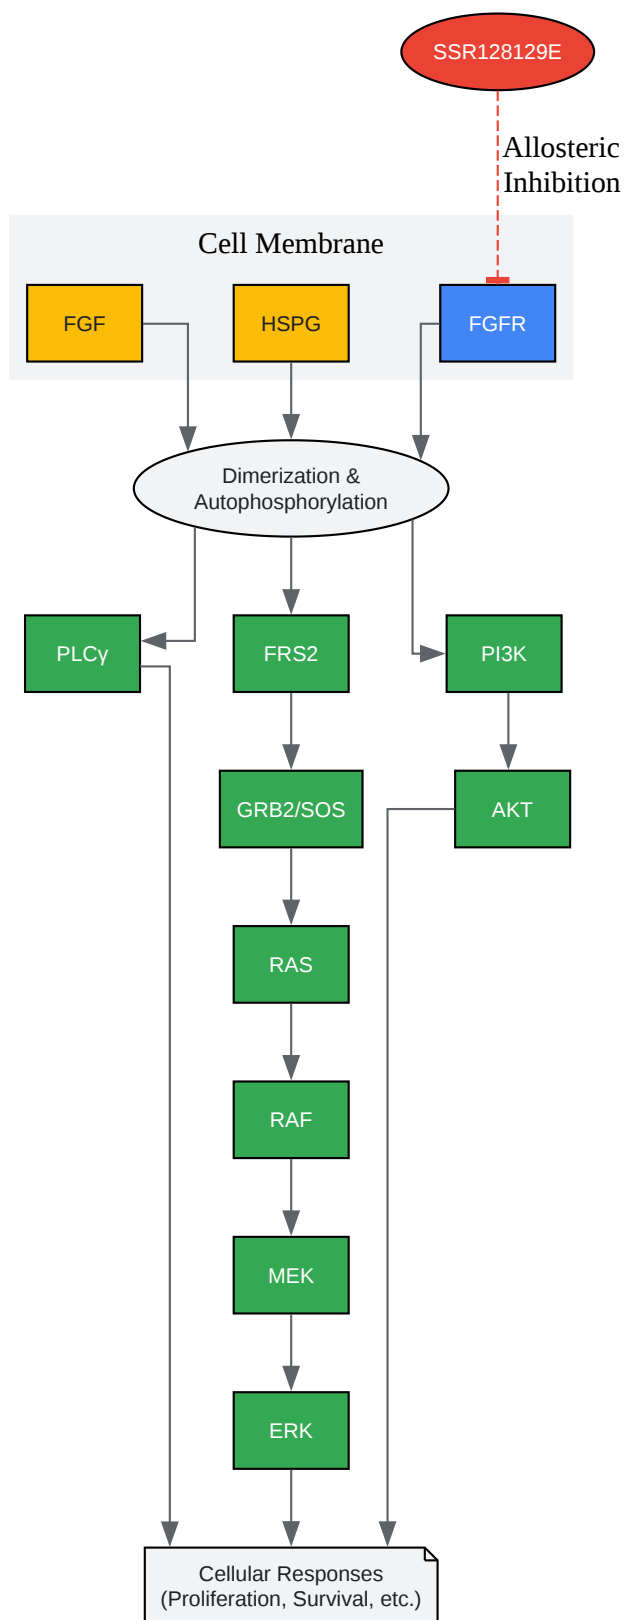 SSR128129E
Allosteric
Inhibition
Cell Membrane
FGF
HSPG
FGFR
Dimerization &
Autophosphorylation
PLCγ
FRS2
PI3K
GRB2/SOS
AKT
RAS
RAF
MEK
ERK
Cellular Responses
(Proliferation, Survival, etc.)